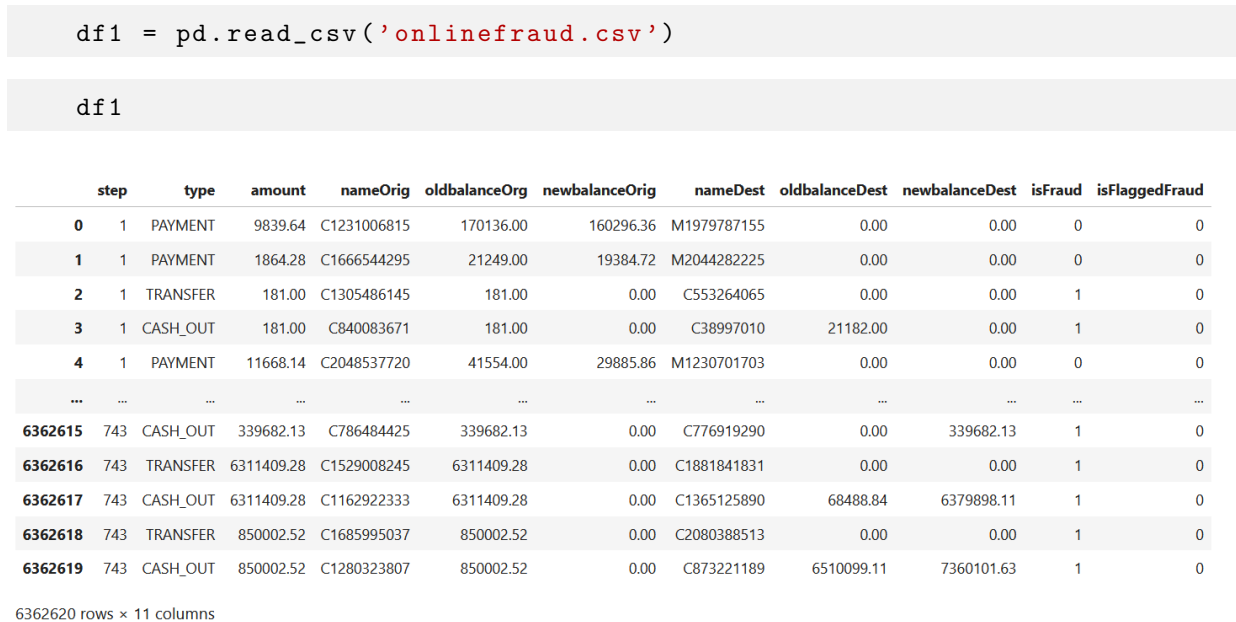 df1 = pd.read_csv('onlinefraud.csv')
df1
step type amount nameOrig oldbalanceOrg newbalanceOrig nameDest oldbalanceDest newbalanceDest isFraud isFlaggedFraud
0 1 PAYMENT 9839.64 C1231006815 170136.00 160296.36 M1979787155 0.00 0.00 0 0
1 1 PAYMENT 1864.28 C1666544295 21249.00 19384.72 M2044282225 0.00 0.00 0 0
2 1 TRANSFER 181.00 C1305486145 181.00 0.00 C553264065 0.00 0.00 1 0
3 1 CASH_OUT 181.00 C840083671 181.00 0.00 C38997010 21182.00 0.00 1 0
4 1 PAYMENT 11668.14 C2048537720 41554.00 29885.86 M1230701703 0.00 0.00 0 0
... ... ... ... ... ... ... ... ... ... ... ...
6362615 743 CASH_OUT 339682.13 C786484425 339682.13 0.00 C776919290 0.00 339682.13 1 0
6362616 743 TRANSFER 6311409.28 C1529008245 6311409.28 0.00 C1881841831 0.00 0.00 1 0
6362617 743 CASH_OUT 6311409.28 C1162922333 6311409.28 0.00 C1365125890 68488.84 6379898.11 1 0
6362618 743 TRANSFER 850002.52 C1685995037 850002.52 0.00 C2080388513 0.00 0.00 1 0
6362619 743 CASH_OUT 850002.52 C1280323807 850002.52 0.00 C873221189 6510099.11 7360101.63 1 0
6362620 rows × 11 columns